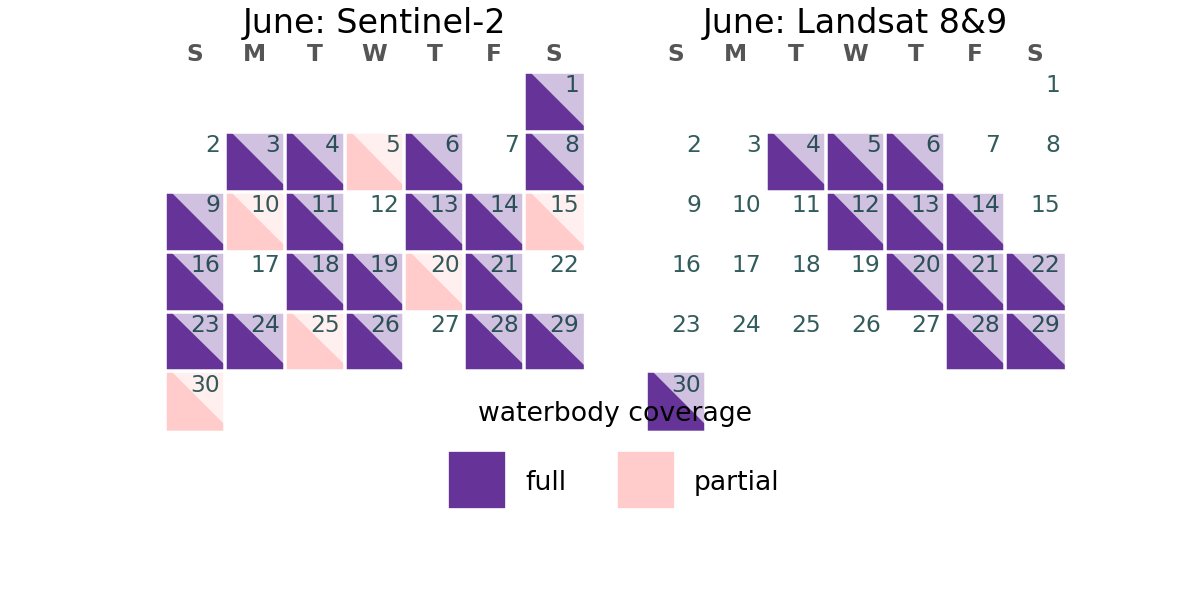 June: Sentinel-2
S M T W T F S
1
2 3 4 5 6 7 8
9 10 11 12 13 14 15
16 17 18 19 20 21 22
23 24 25 26 27 28 29
30
June: Landsat 8&9
S M T W T F S
1
2 3 4 5 6 7 8
9 10 11 12 13 14 15
16 17 18 19 20 21 22
23 24 25 26 27 28 29
30
waterbody coverage
full partial